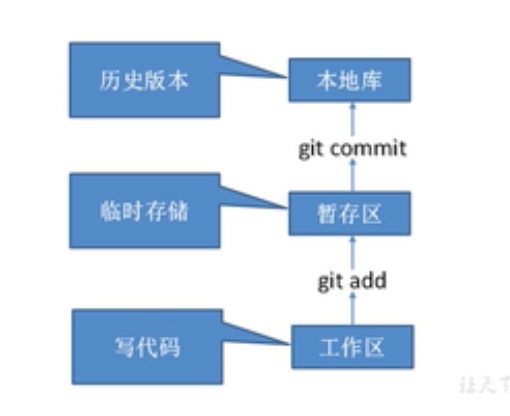 历史版本
本地库
git commit
临时存储
暂存区
git add
写代码
工作区
让天下